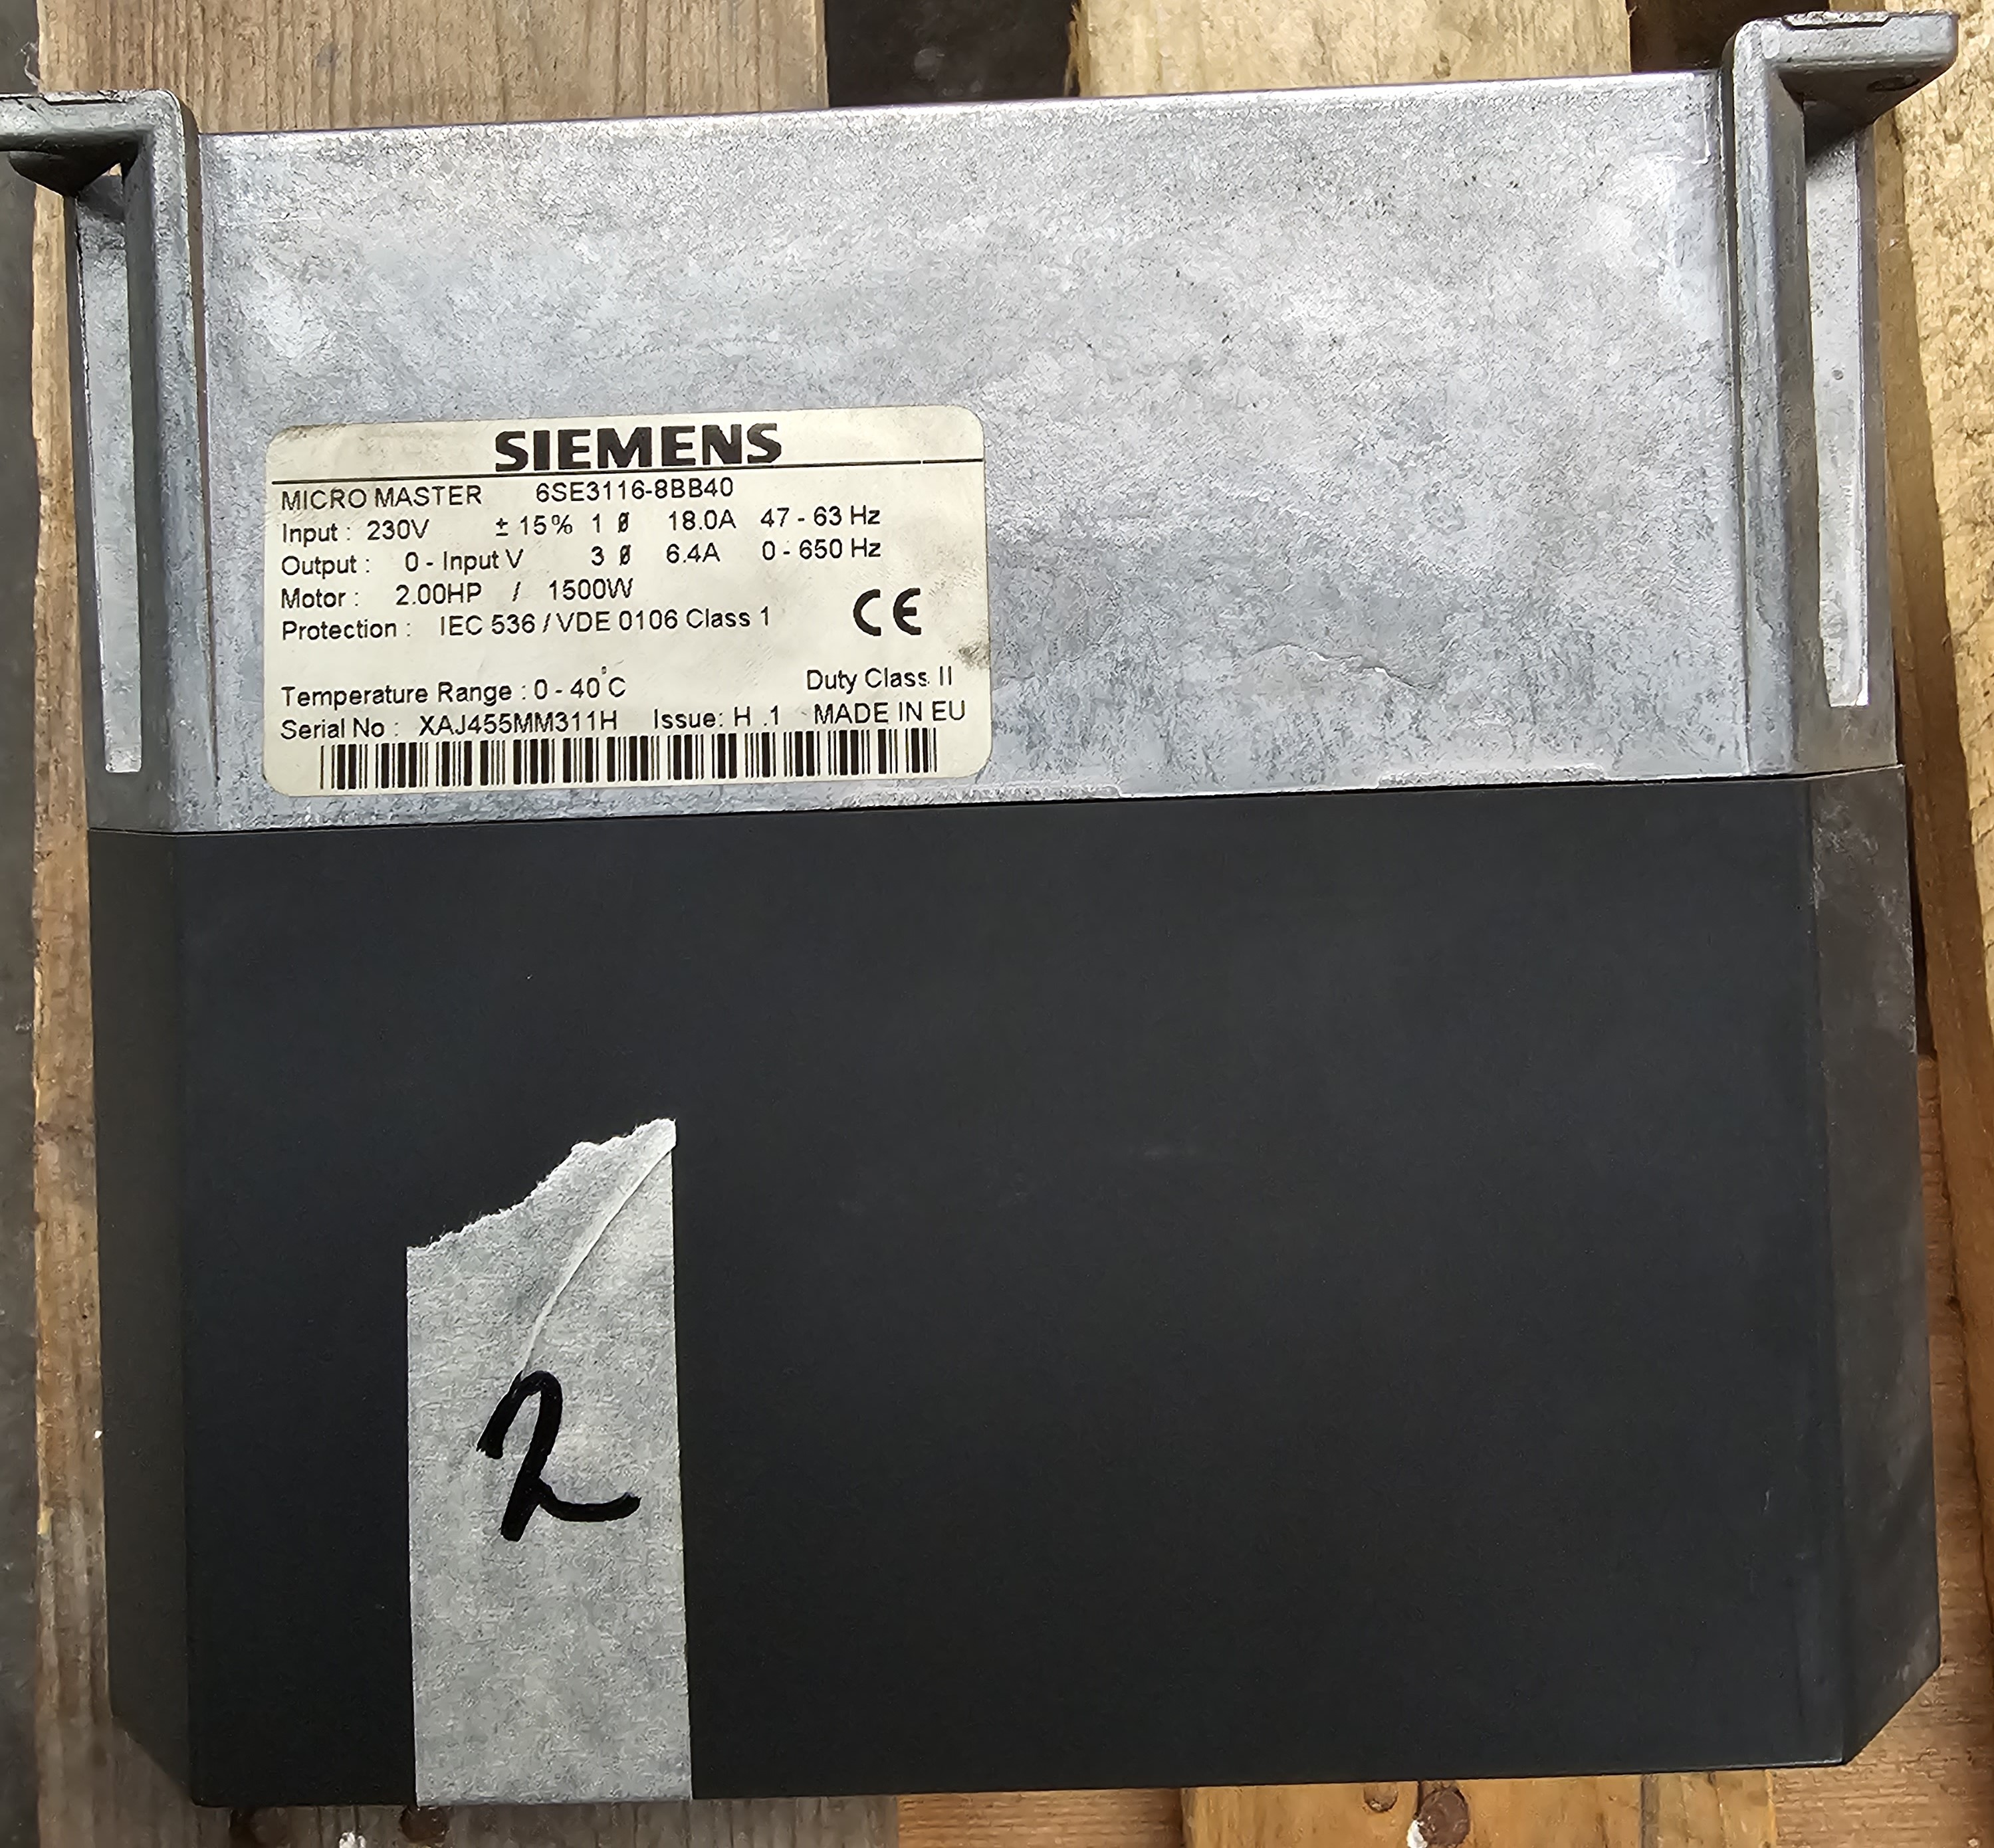 SIEMENS
MICRO MASTER 6SE3116-8BB40
Input : 230V ± 15% 1 Ø 18.0A 47 - 63 Hz
Output : 0 - Input V 3 Ø 6.4A 0 - 650 Hz
Motor : 2.00HP / 1500W
Protection : IEC 536 / VDE 0106 Class 1 CE
Temperature Range : 0 - 40°C Duty Class II
Serial No : XAJ455MM311H Issue: H .1 MADE IN EU
2